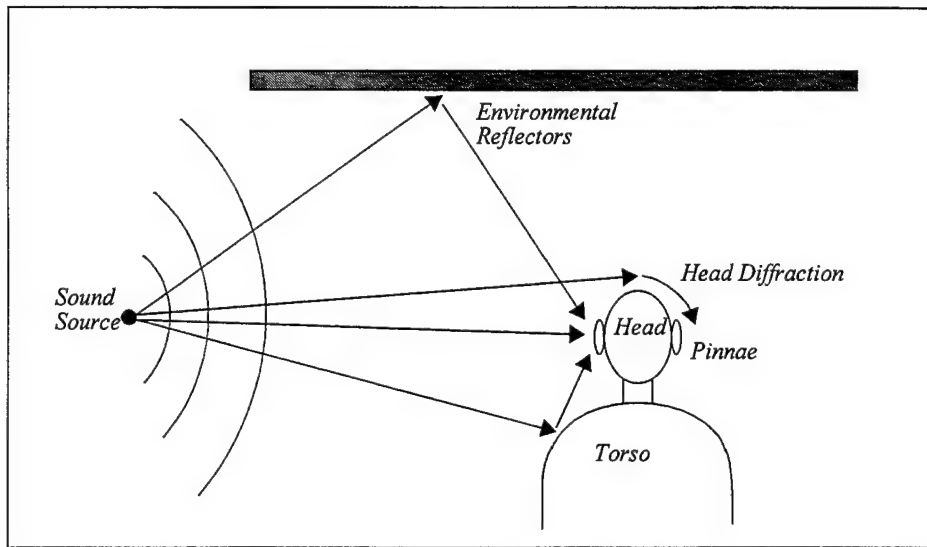 Environmental
Reflectors
Head Diffraction
Sound
Source
Head
Pinnae
Torso